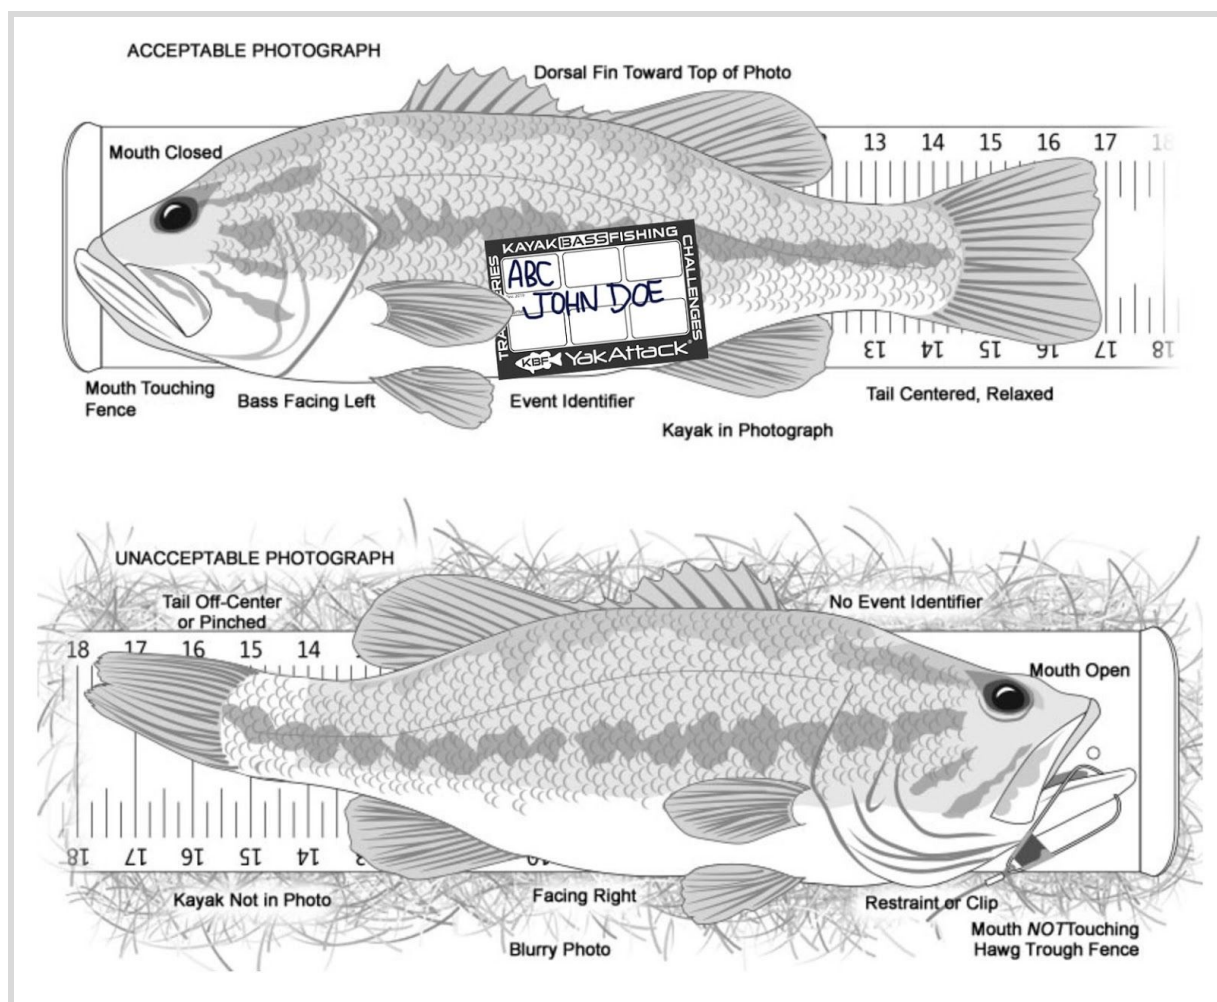 ACCEPTABLE PHOTOGRAPH
Dorsal Fin Toward Top of Photo
13 14 15 16 17 18
Mouth Closed
KAYAK BASS FISHING
CHALLENGES
ABC
JOHN DOE
KBF YakAttack
13 14 15 16 17 18
Mouth Touching
Fence
Bass Facing Left
Event Identifier
Tail Centered, Relaxed
Kayak in Photograph
UNACCEPTABLE PHOTOGRAPH
Tail Off-Center
or Pinched
No Event Identifier
18 17 16 15 14
Mouth Open
18 17 16 15 14
Kayak Not in Photo
Facing Right
Restraint or Clip
Blurry Photo
Mouth NOTTouching
Hawg Trough Fence